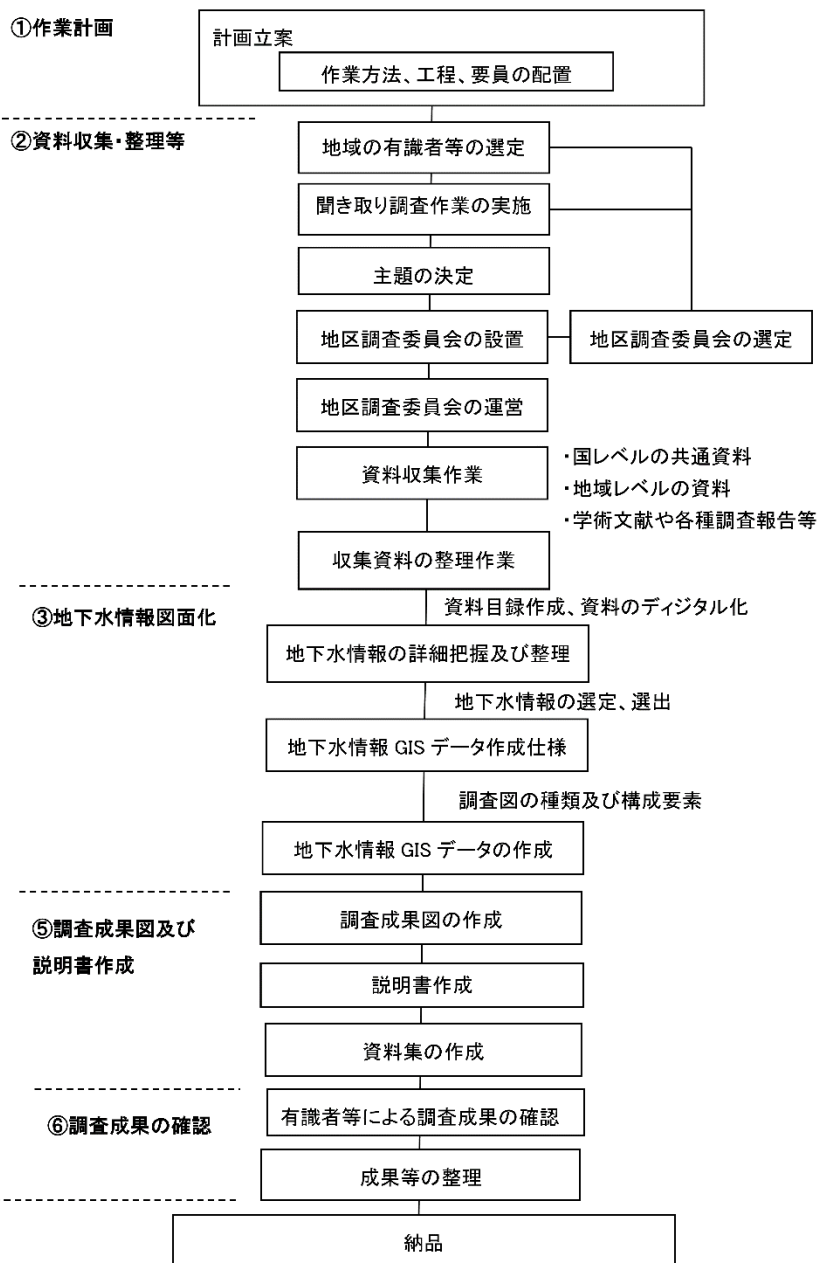 ①作業計画
計画立案
作業方法、工程、要員の配置
②資料収集・整理等
地域の有識者等の選定
聞き取り調査作業の実施
主題の決定
地区調査委員会の設置
地区調査委員会の選定
地区調査委員会の運営
資料収集作業
・国レベルの共通資料
・地域レベルの資料
・学術文献や各種調査報告等
収集資料の整理作業
③地下水情報図面化
資料目録作成、資料のディジタル化
地下水情報の詳細把握及び整理
地下水情報の選定、選出
地下水情報 GIS データ作成仕様
調査図の種類及び構成要素
地下水情報 GIS データの作成
⑤調査成果図及び
説明書作成
調査成果図の作成
説明書作成
資料集の作成
⑥調査成果の確認
有識者等による調査成果の確認
成果等の整理
納品